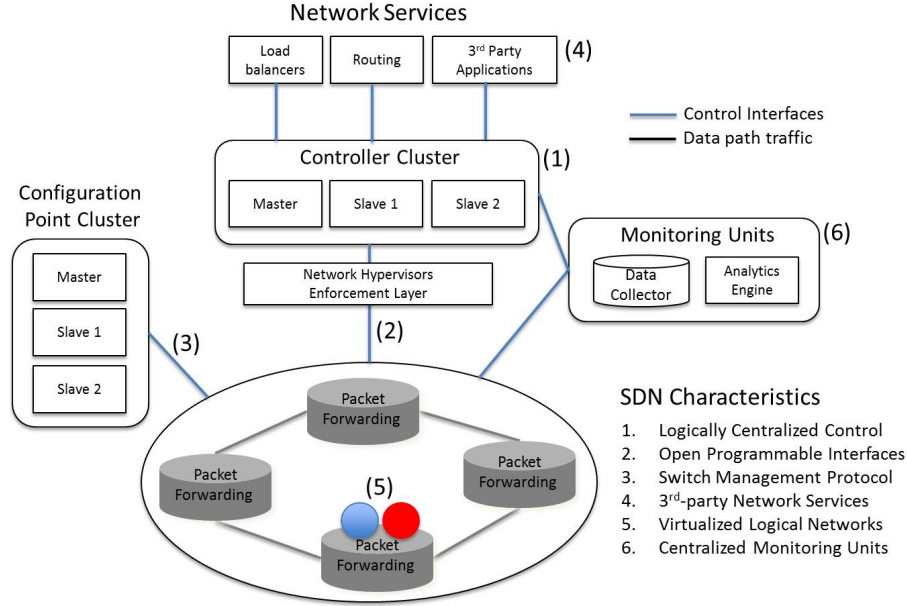 Network Services
Load
balancers
Routing
3rd Party
Applications
(4)
Control Interfaces
Data path traffic
Controller Cluster
(1)
Master
Slave 1
Slave 2
Configuration
Point Cluster
Master
Slave 1
Slave 2
(3)
Network Hypervisors
Enforcement Layer
(2)
Monitoring Units
(6)
Data
Collector
Analytics
Engine
Packet
Forwarding
Packet
Forwarding
Packet
Forwarding
(5)
Packet
Forwarding
SDN Characteristics
1. Logically Centralized Control
2. Open Programmable Interfaces
3. Switch Management Protocol
4. 3rd-party Network Services
5. Virtualized Logical Networks
6. Centralized Monitoring Units